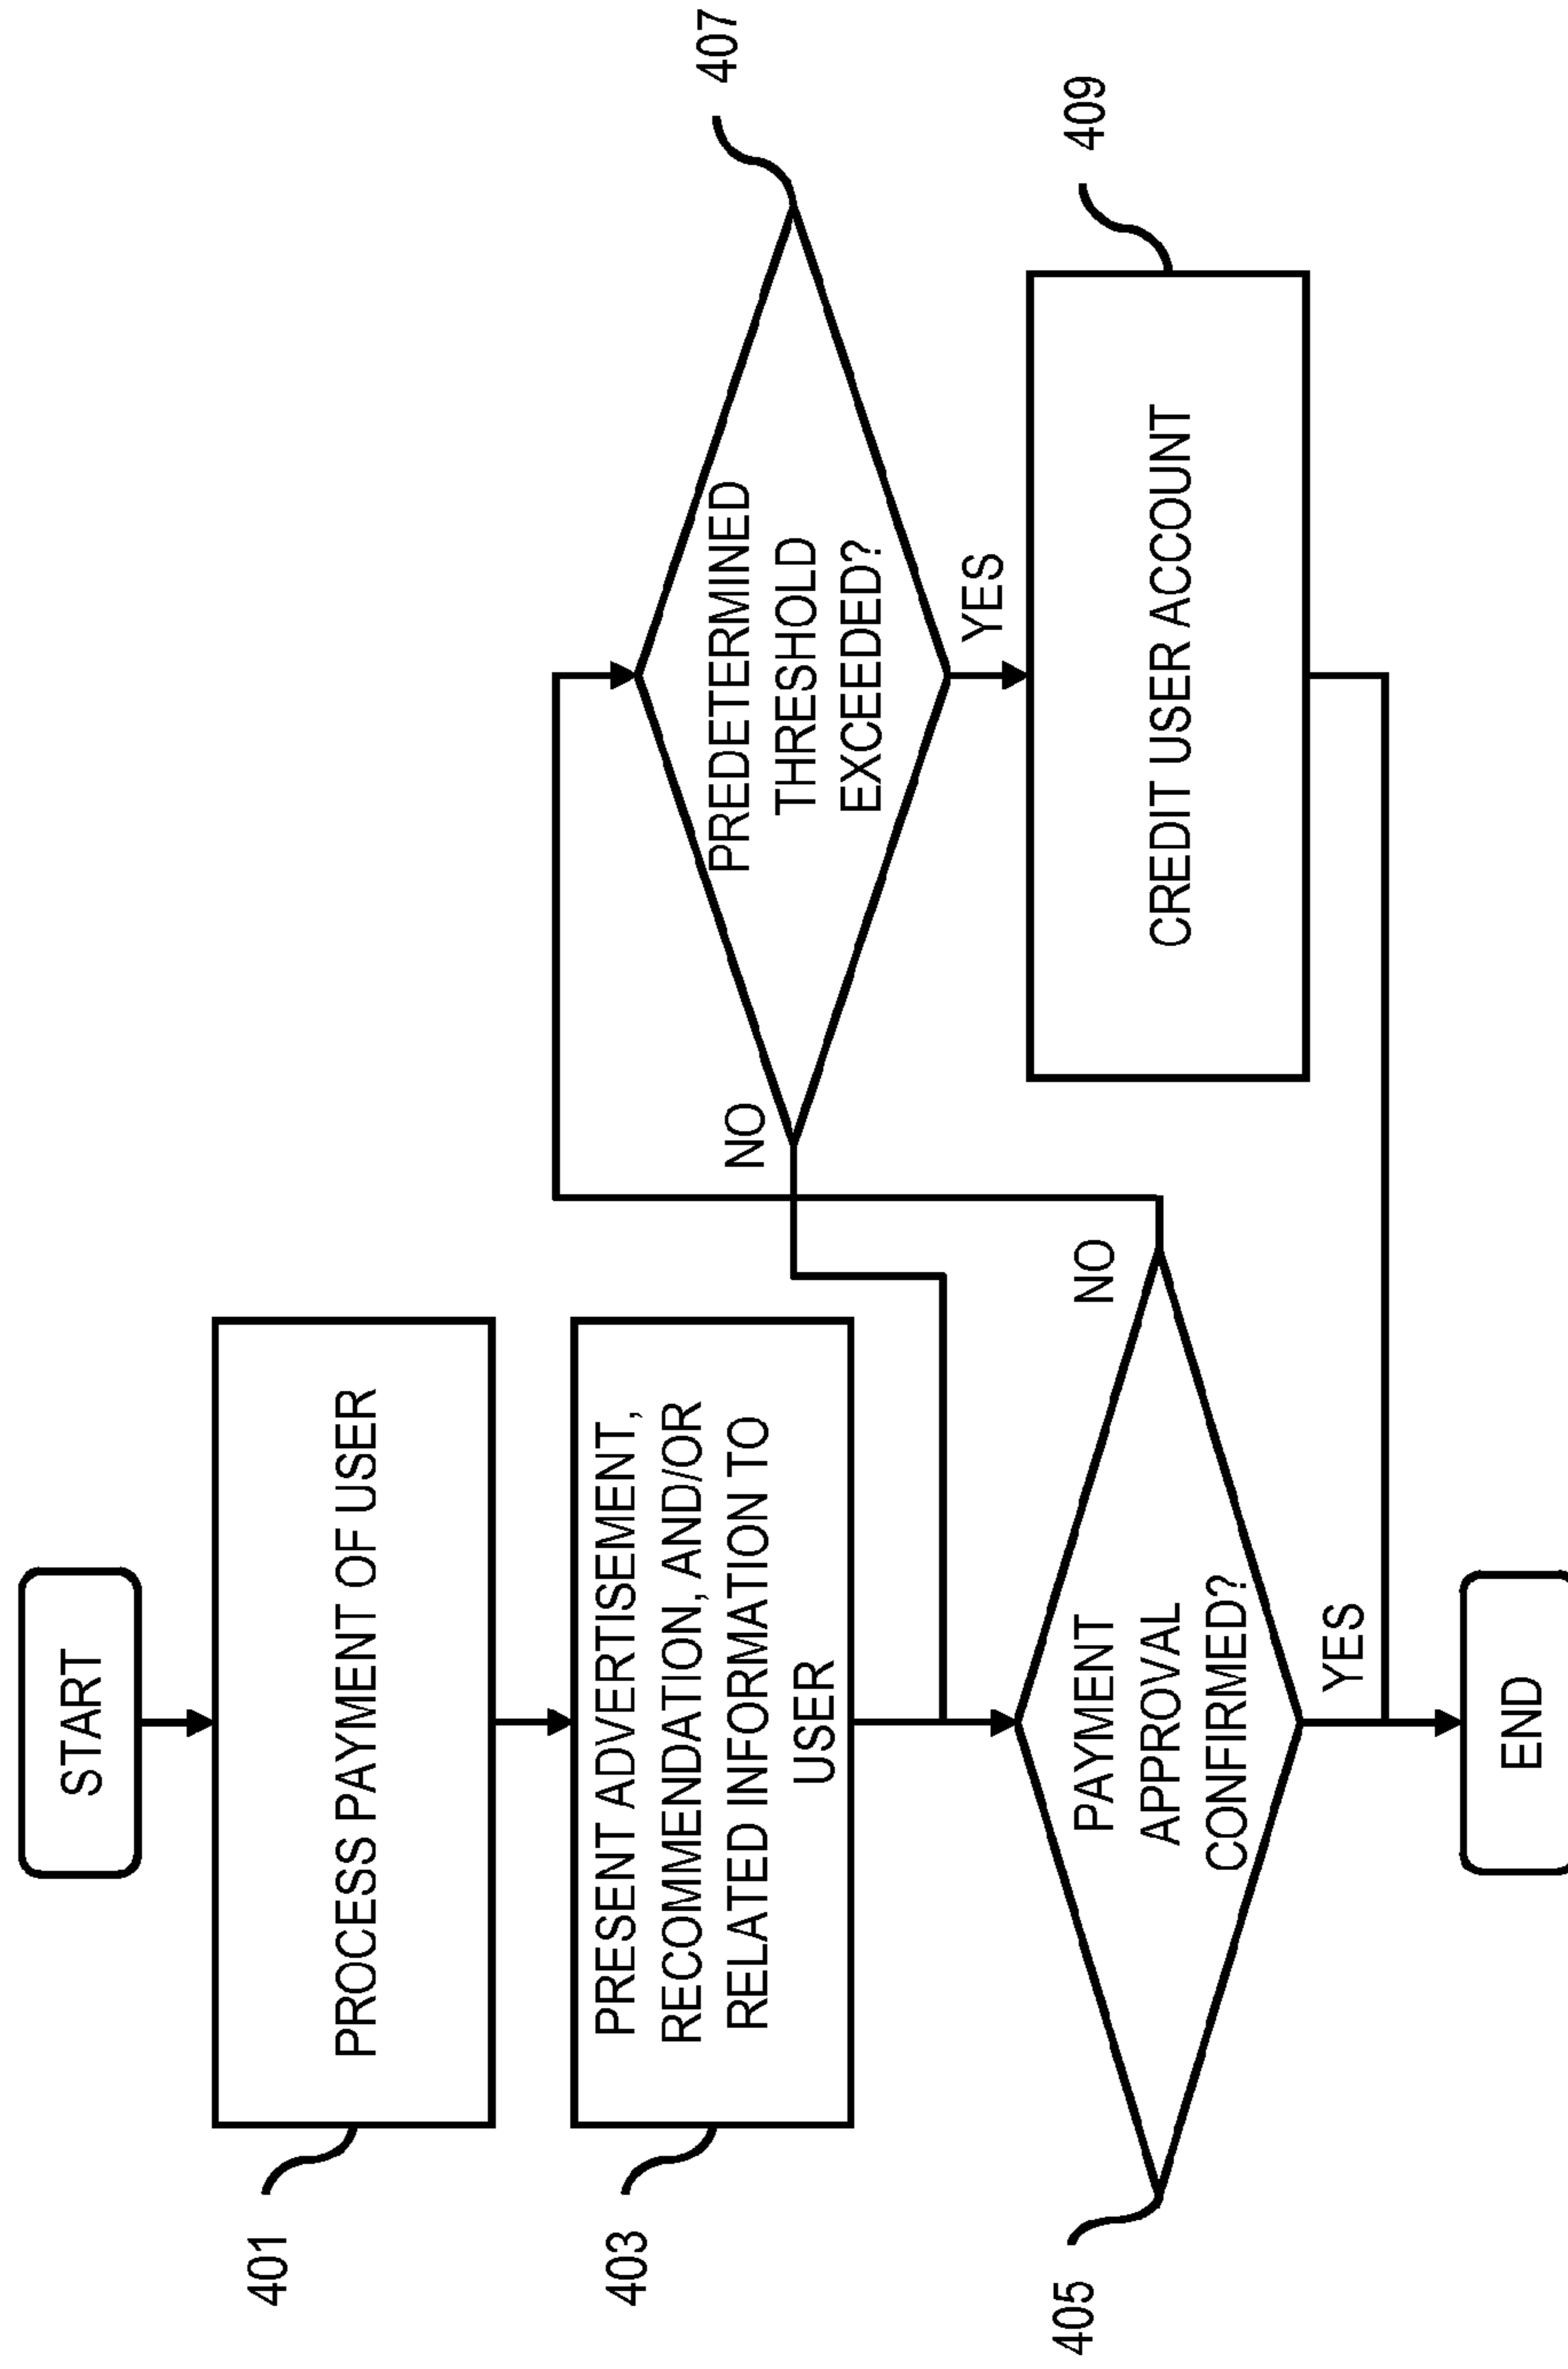 START
401
PROCESS PAYMENT OF USER
403
PRESENT ADVERTISEMENT,
RECOMMENDATION, AND/OR
RELATED INFORMATION TO
USER
405
PAYMENT
APPROVAL
CONFIRMED?
NO
YES
407
PREDETERMINED
THRESHOLD
EXCEEDED?
NO
YES
409
CREDIT USER ACCOUNT
END